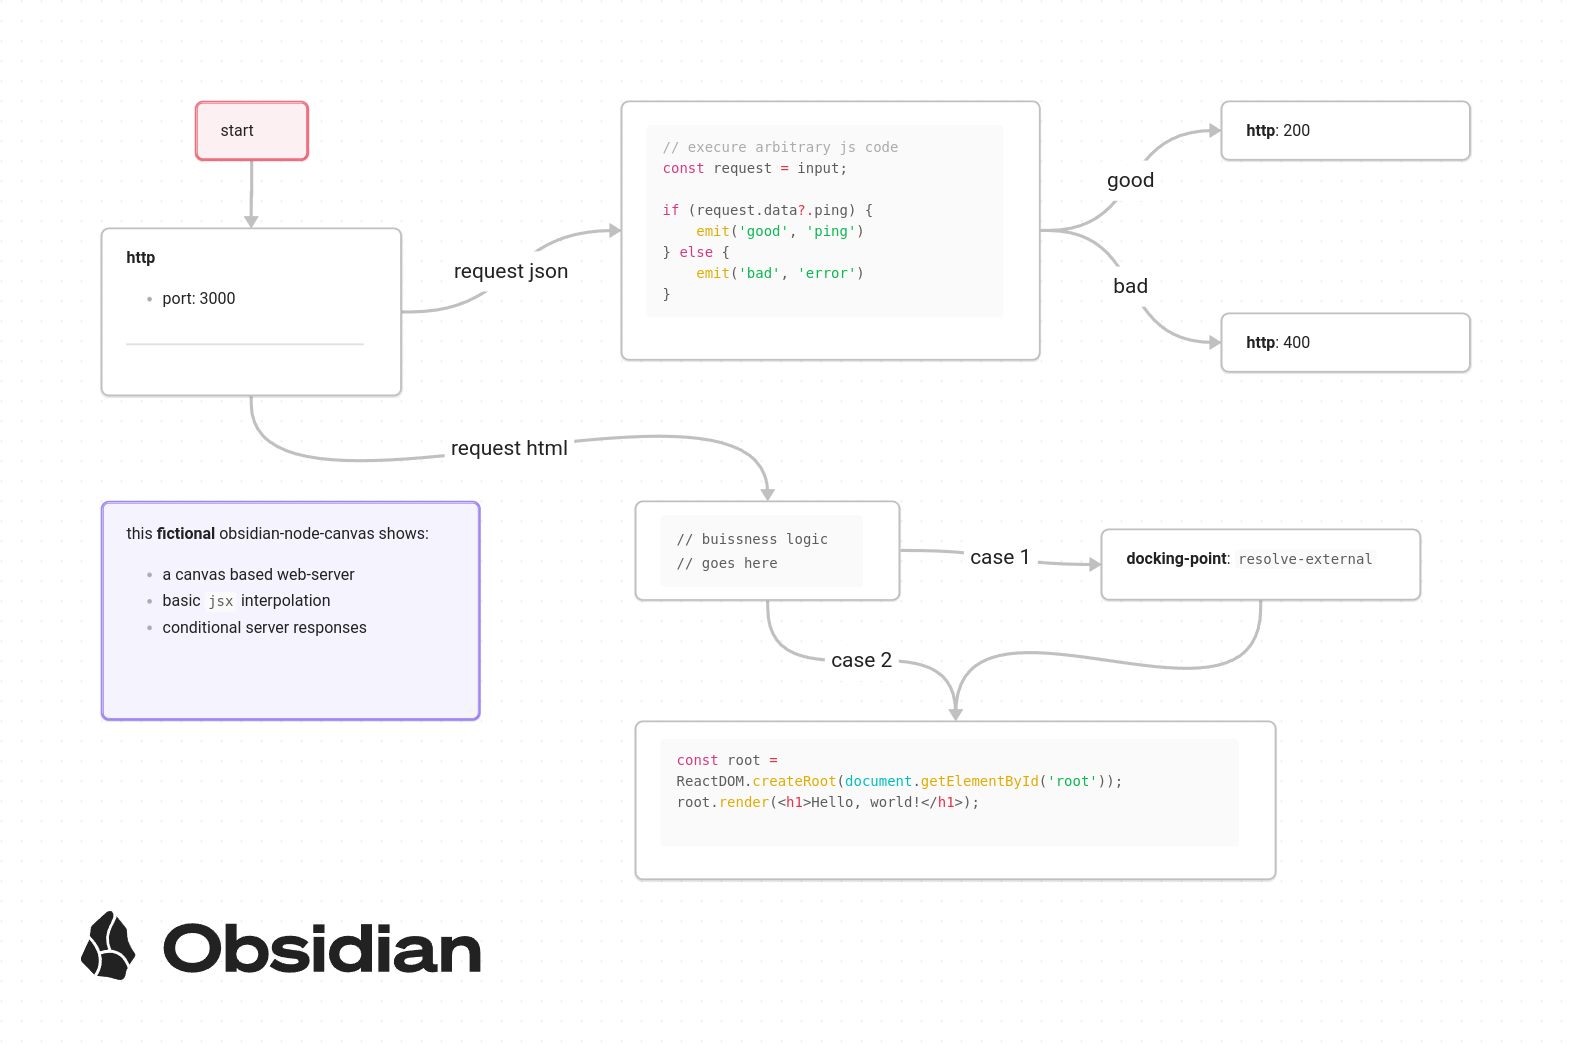 start
http
port: 3000
request json
// execure arbitrary js code
const request = input;
if (request.data?.ping) {
    emit('good', 'ping')
} else {
    emit('bad', 'error')
}
good
bad
http: 200
http: 400
request html
this fictional obsidian-node-canvas shows:
a canvas based web-server
basic jsx interpolation
conditional server responses
// buissness logic
// goes here
case 1
docking-point: resolve-external
case 2
const root =
ReactDOM.createRoot(document.getElementById('root'));
root.render(<h1>Hello, world!</h1>);
Obsidian